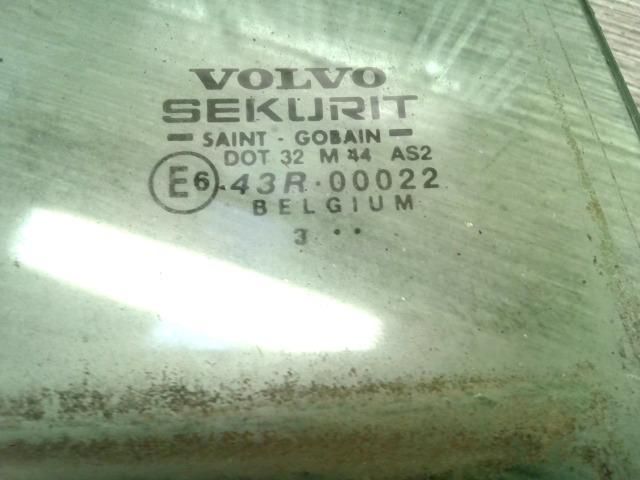 VOLVO
SEKURIT
SAINT - GOBAIN
DOT 32 M 44 AS2
E6 43R·00022
BELGIUM
3 ··